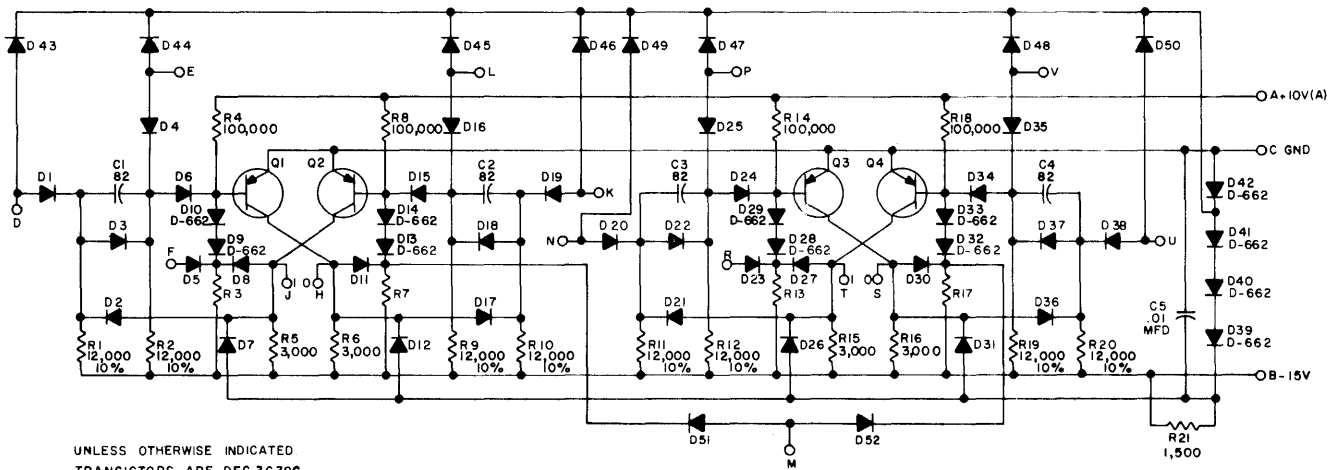 D43
D44
D45
D46
D49
D47
D48
D50
E
L
P
V
A+10V(A)
R4
100,000
R8
100,000
R14
100,000
R18
100,000
D4
D16
D25
D35
C GND
D1
C1
82
D6
Q1
Q2
D15
C2
82
D19
K
C3
82
D24
Q3
Q4
D34
C4
82
D42
D-662
D
D3
D10
D-662
D14
D-662
D18
N
D20
D22
D29
D-662
D33
D-662
D37
D38
U
D41
D-662
F
D5
D9
D-662
D8
D13
D-662
D11
R
D23
D28
D-662
D27
D32
D-662
D30
J
1
0
H
T
1
0
S
D40
D-662
D2
R3
R7
D17
D21
R13
R17
D36
C5
.01
MFD
R1
12,000
10%
R2
12,000
10%
D7
R5
3,000
R6
3,000
D12
R9
12,000
10%
R10
12,000
10%
R11
12,000
10%
R12
12,000
10%
D26
R15
3,000
R16
3,000
D31
R19
12,000
10%
R20
12,000
10%
D39
D-662
B-15V
D51
D52
M
R21
1,500
UNLESS OTHERWISE INDICATED
TRANSISTORS ARE DEC 3639C